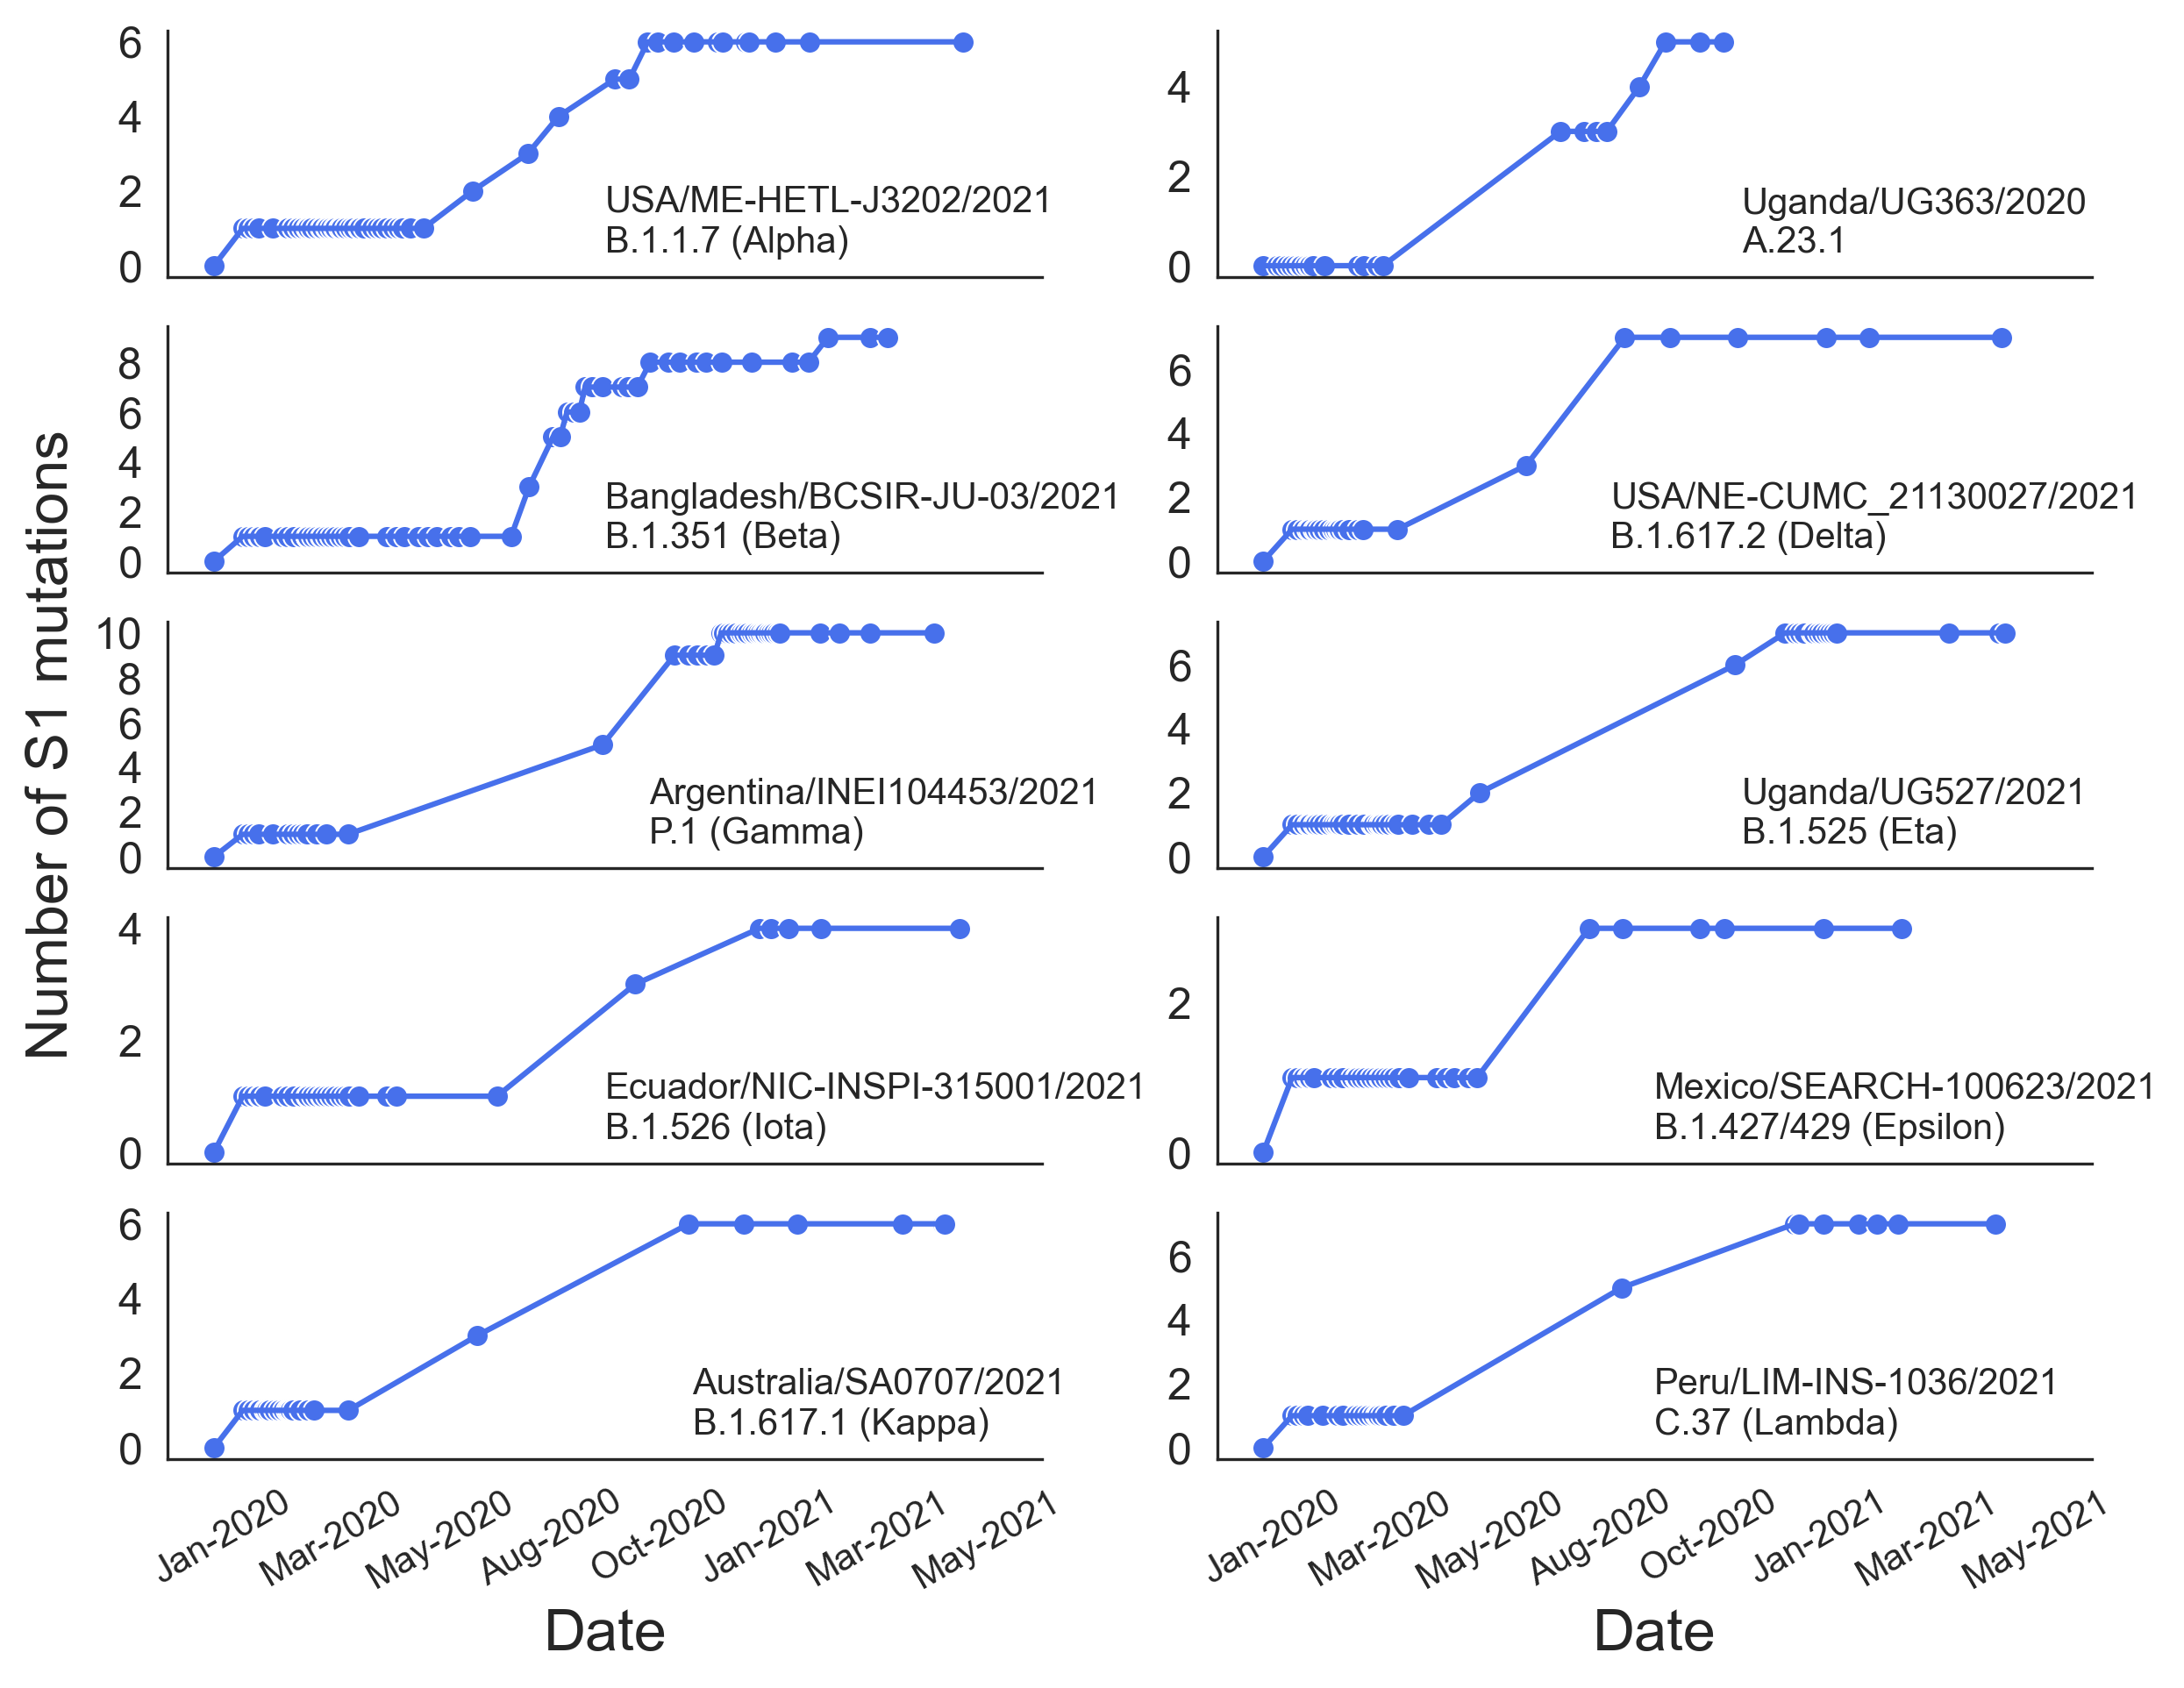 Number of S1 mutations
6
4
2
0
USA/ME-HETL-J3202/2021
B.1.1.7 (Alpha)
4
2
0
Uganda/UG363/2020
A.23.1
8
6
4
2
0
Bangladesh/BCSIR-JU-03/2021
B.1.351 (Beta)
6
4
2
0
USA/NE-CUMC_21130027/2021
B.1.617.2 (Delta)
10
8
6
4
2
0
Argentina/INEI104453/2021
P.1 (Gamma)
6
4
2
0
Uganda/UG527/2021
B.1.525 (Eta)
4
2
0
Ecuador/NIC-INSPI-315001/2021
B.1.526 (Iota)
2
0
Mexico/SEARCH-100623/2021
B.1.427/429 (Epsilon)
6
4
2
0
Australia/SA0707/2021
B.1.617.1 (Kappa)
6
4
2
0
Peru/LIM-INS-1036/2021
C.37 (Lambda)
Jan-2020
Mar-2020
May-2020
Aug-2020
Oct-2020
Jan-2021
Mar-2021
May-2021
Date
Jan-2020
Mar-2020
May-2020
Aug-2020
Oct-2020
Jan-2021
Mar-2021
May-2021
Date